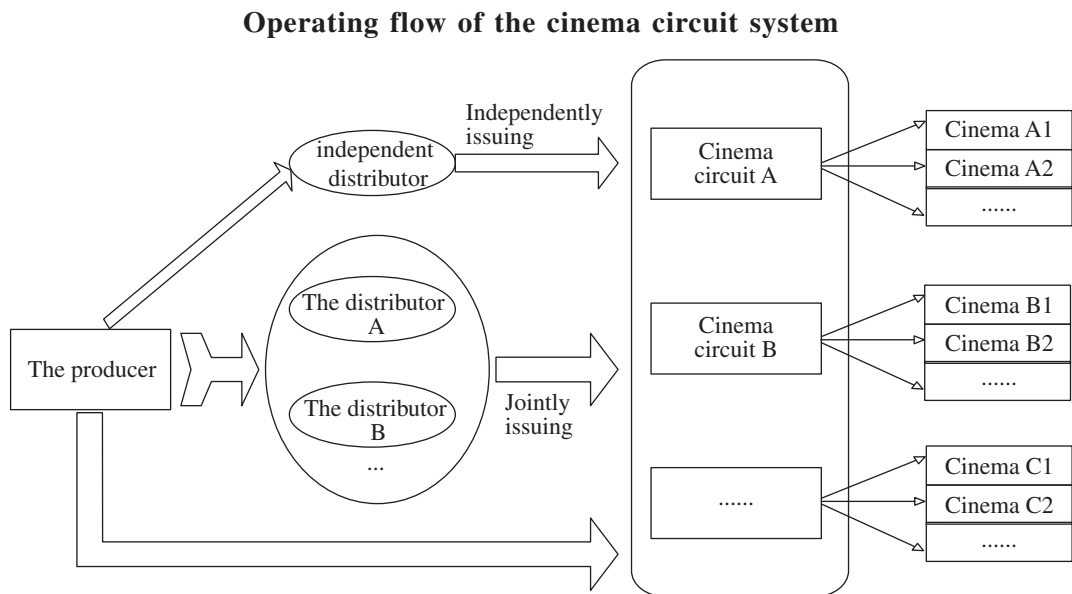 Operating flow of the cinema circuit system
Independently
issuing
independent
distributor
The distributor
A
The distributor
B
...
The producer
Jointly
issuing
Cinema
circuit A
Cinema
circuit B
......
Cinema A1
Cinema A2
......
Cinema B1
Cinema B2
......
Cinema C1
Cinema C2
......